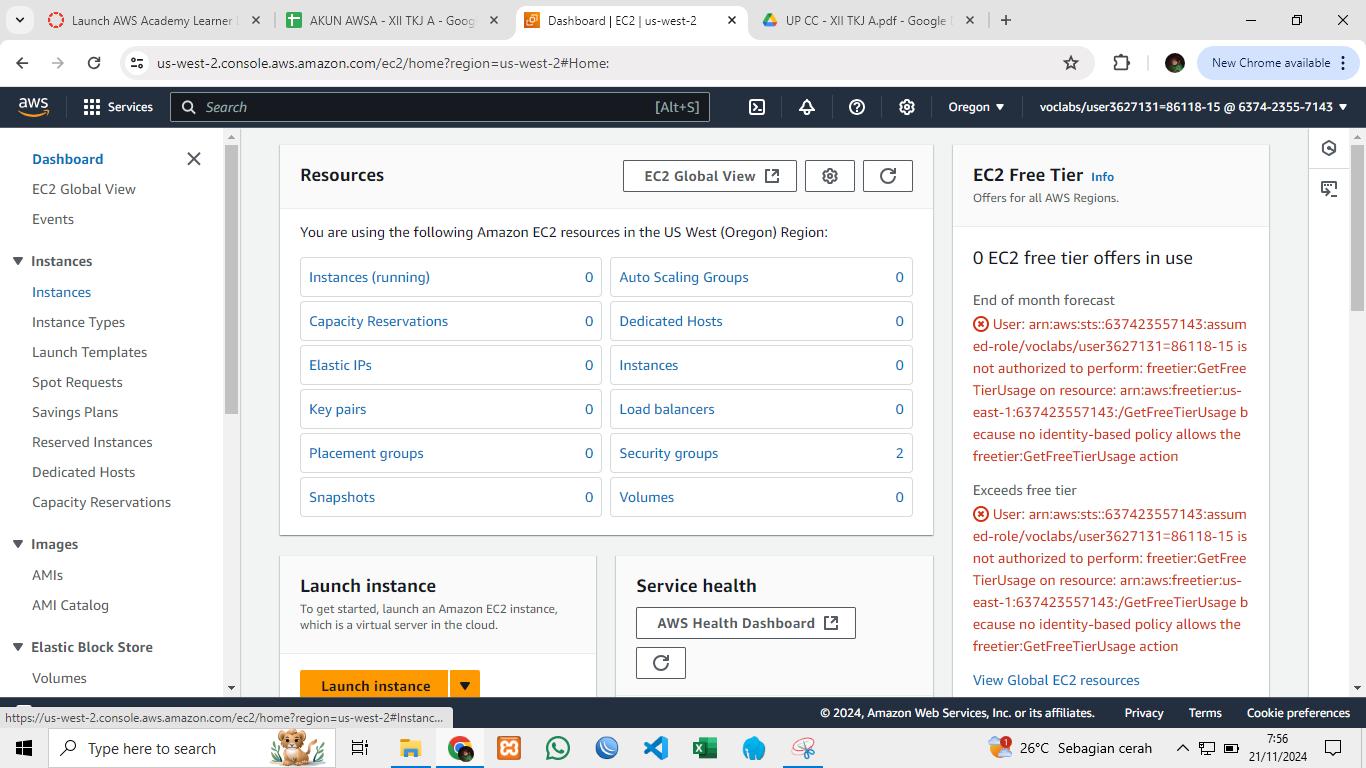 Launch AWS Academy Learner
AKUN AWSA - XII TKJ A - Goog
Dashboard | EC2 | us-west-2
UP CC - XII TKJ A.pdf - Google
us-west-2.console.aws.amazon.com/ec2/home?region=us-west-2#Home:
New Chrome available
aws
Services
Search
[Alt+S]
Oregon
voclabs/user3627131=86118-15 @ 6374-2355-7143
Dashboard
EC2 Global View
Events
Instances
Instances
Instance Types
Launch Templates
Spot Requests
Savings Plans
Reserved Instances
Dedicated Hosts
Capacity Reservations
Images
AMIs
AMI Catalog
Elastic Block Store
Volumes
Resources
EC2 Global View
You are using the following Amazon EC2 resources in the US West (Oregon) Region:
Instances (running) 0
Auto Scaling Groups 0
Capacity Reservations 0
Dedicated Hosts 0
Elastic IPs 0
Instances 0
Key pairs 0
Load balancers 0
Placement groups 0
Security groups 2
Snapshots 0
Volumes 0
Launch instance
To get started, launch an Amazon EC2 instance,
which is a virtual server in the cloud.
Launch instance
Service health
AWS Health Dashboard
EC2 Free Tier Info
Offers for all AWS Regions.
0 EC2 free tier offers in use
End of month forecast
User: arn:aws:sts::637423557143:assum
ed-role/voclabs/user3627131=86118-15 is
not authorized to perform: freetier:GetFree
TierUsage on resource: arn:aws:freetier:us-
east-1:637423557143:/GetFreeTierUsage b
ecause no identity-based policy allows the
freetier:GetFreeTierUsage action
Exceeds free tier
User: arn:aws:sts::637423557143:assum
ed-role/voclabs/user3627131=86118-15 is
not authorized to perform: freetier:GetFree
TierUsage on resource: arn:aws:freetier:us-
east-1:637423557143:/GetFreeTierUsage b
ecause no identity-based policy allows the
freetier:GetFreeTierUsage action
View Global EC2 resources
https://us-west-2.console.aws.amazon.com/ec2/home?region=us-west-2#Instanc...
© 2024, Amazon Web Services, Inc. or its affiliates.
Privacy
Terms
Cookie preferences
Type here to search
1
26°C Sebagian cerah
7:56
21/11/2024